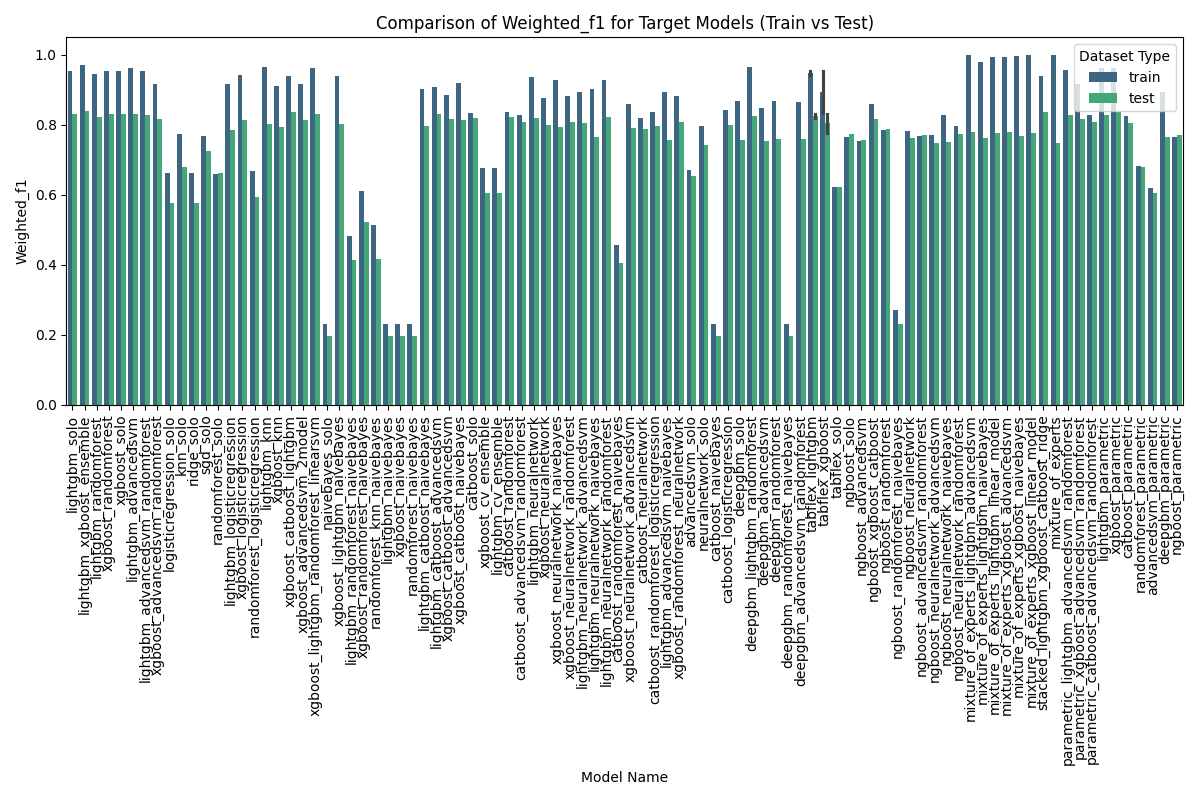 Comparison of Weighted_f1 for Target Models (Train vs Test)
Weighted_f1
1.0
0.8
0.6
0.4
0.2
0.0
Dataset Type
train
test
lightgbm_solo
lightgbm_xgboost_ensemble
lightgbm_randomforest
xgboost_randomforest
xgboost_solo
lightgbm_advancedsvm
lightgbm_advancedsvm_randomforest
xgboost_advancedsvm_randomforest
logisticregression_solo
knn_solo
ridge_solo
sgd_solo
randomforest_solo
lightgbm_logisticregression
xgboost_logisticregression
randomforest_logisticregression
lightgbm_knn
xgboost_knn
xgboost_catboost_lightgbm
xgboost_advancedsvm_2model
xgboost_lightgbm_randomforest_linearsvm
naivebayes_solo
xgboost_lightgbm_naivebayes
lightgbm_randomforest_naivebayes
xgboost_randomforest_naivebayes
randomforest_knn_naivebayes
lightgbm_naivebayes
xgboost_naivebayes
randomforest_naivebayes
lightgbm_catboost_naivebayes
lightgbm_catboost_advancedsvm
xgboost_catboost_advancedsvm
xgboost_catboost_naivebayes
catboost_solo
xgboost_cv_ensemble
lightgbm_cv_ensemble
catboost_randomforest
catboost_advancedsvm_randomforest
lightgbm_neuralnetwork
xgboost_neuralnetwork
xgboost_neuralnetwork_naivebayes
xgboost_neuralnetwork_randomforest
lightgbm_neuralnetwork_advancedsvm
lightgbm_neuralnetwork_naivebayes
lightgbm_neuralnetwork_randomforest
catboost_randomforest_naivebayes
xgboost_neuralnetwork_advancedsvm
catboost_neuralnetwork
catboost_randomforest_logisticregression
lightgbm_advancedsvm_naivebayes
xgboost_randomforest_neuralnetwork
advancedsvm_solo
neuralnetwork_solo
catboost_naivebayes
catboost_logisticregression
deepgbm_solo
deepgbm_lightgbm_randomforest
deepgbm_advancedsvm
deepgbm_randomforest
deepgbm_randomforest_naivebayes
deepgbm_advancedsvm_randomforest
tabflex_lightgbm
tabflex_xgboost
tabflex_solo
ngboost_solo
ngboost_advancedsvm
ngboost_xgboost_catboost
ngboost_randomforest
ngboost_randomforest_naivebayes
ngboost_neuralnetwork
ngboost_advancedsvm_randomforest
ngboost_neuralnetwork_advancedsvm
ngboost_neuralnetwork_naivebayes
ngboost_neuralnetwork_randomforest
mixture_of_experts_lightgbm_advancedsvm
mixture_of_experts_lightgbm_naivebayes
mixture_of_experts_lightgbm_linear_model
mixture_of_experts_xgboost_advancedsvm
mixture_of_experts_xgboost_naivebayes
mixture_of_experts_xgboost_linear_model
stacked_lightgbm_xgboost_catboost_ridge
mixture_of_experts
parametric_lightgbm_advancedsvm_randomforest
parametric_xgboost_advancedsvm_randomforest
parametric_catboost_advancedsvm_randomforest
lightgbm_parametric
xgboost_parametric
catboost_parametric
randomforest_parametric
advancedsvm_parametric
deepgbm_parametric
ngboost_parametric
Model Name